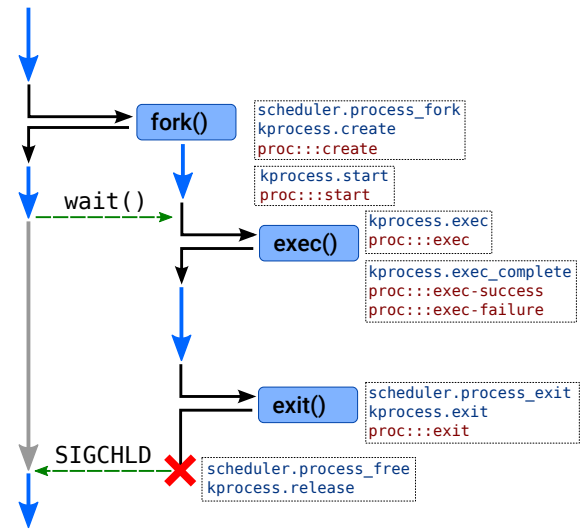 fork()
scheduler.process_fork
kprocess.create
proc:::create
kprocess.start
proc:::start
wait()
exec()
kprocess.exec
proc:::exec
kprocess.exec_complete
proc:::exec-success
proc:::exec-failure
exit()
scheduler.process_exit
kprocess.exit
proc:::exit
SIGCHLD
scheduler.process_free
kprocess.release